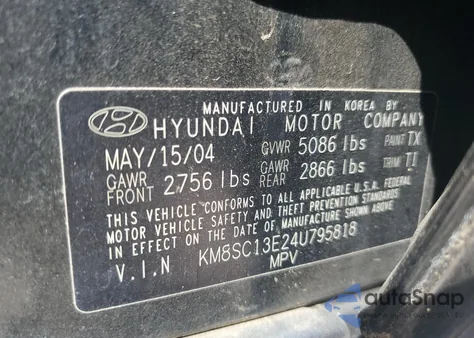 MANUFACTURED IN KOREA BY
HYUNDAI MOTOR COMPANY
MAY/15/04 GVWR 5086 lbs PAINT TX
GAWR FRONT 2756 lbs GAWR REAR 2866 lbs TRIM TI
THIS VEHICLE CONFORMS TO ALL APPLICABLE U.S.A. FEDERAL
MOTOR VEHICLE SAFETY AND THEFT PREVENTION STANDARDS
IN EFFECT ON THE DATE OF MANUFACTURE SHOWN ABOVE.
V.I.N KM8SC13E24U795818
MPV
autoSnap